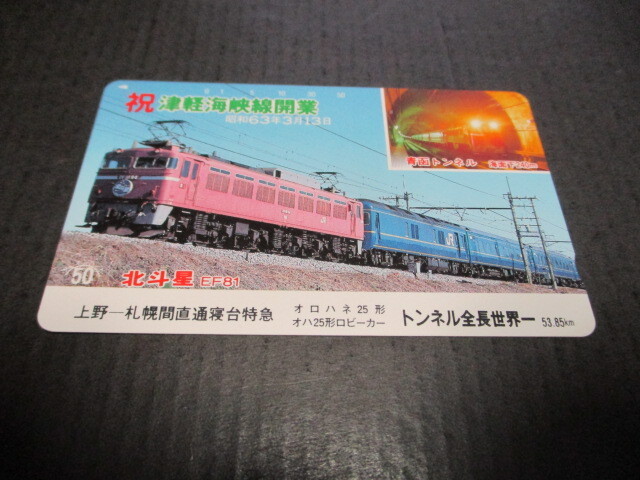 祝 津軽海峡線開業
昭和63年3月13日
青函トンネル
50
北斗星 EF81
上野―札幌間直通寝台特急
オロハネ25形
オハ25形ロビーカー
トンネル全長世界一 53.85km